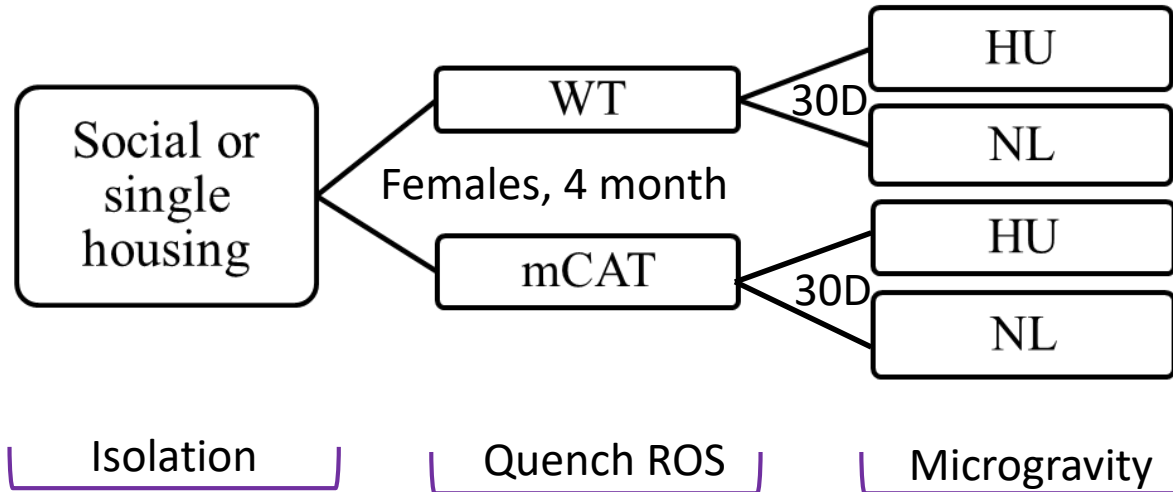 Social or
single
housing
WT
Females, 4 month
mCAT
30D
30D
HU
NL
HU
NL
Isolation
Quench ROS
Microgravity